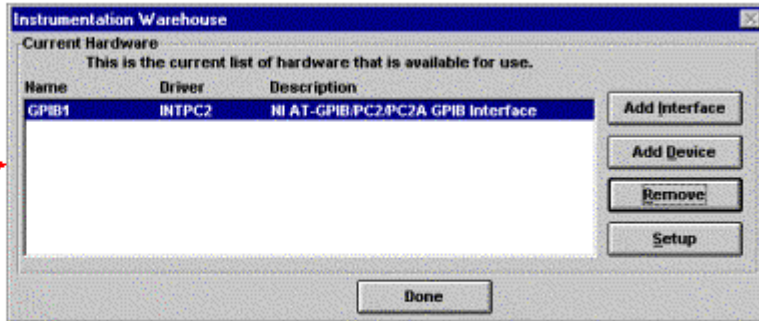 Instrumentation Warehouse
Current Hardware
This is the current list of hardware that is available for use.
Name Driver Description
GPIB1 INTPC2 NI AT-GPIB/PC2/PC2A GPIB Interface
Add Interface
Add Device
Remove
Setup
Done